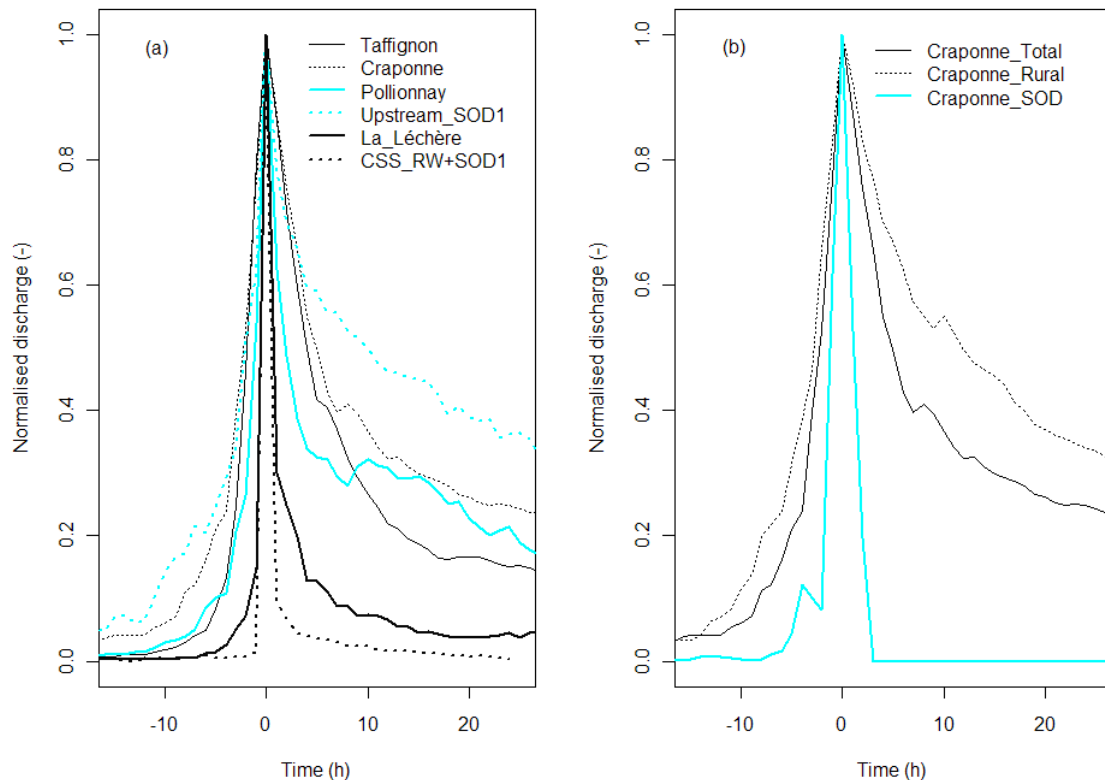 (a)
Taffignon
Craponne
Pollionnay
Upstream_SOD1
La_Léchère
CSS_RW+SOD1
Normalised discharge (-)
1.0
0.8
0.6
0.4
0.2
0.0
-10
0
10
20
Time (h)
(b)
Craponne_Total
Craponne_Rural
Craponne_SOD
Normalised discharge (-)
1.0
0.8
0.6
0.4
0.2
0.0
-10
0
10
20
Time (h)